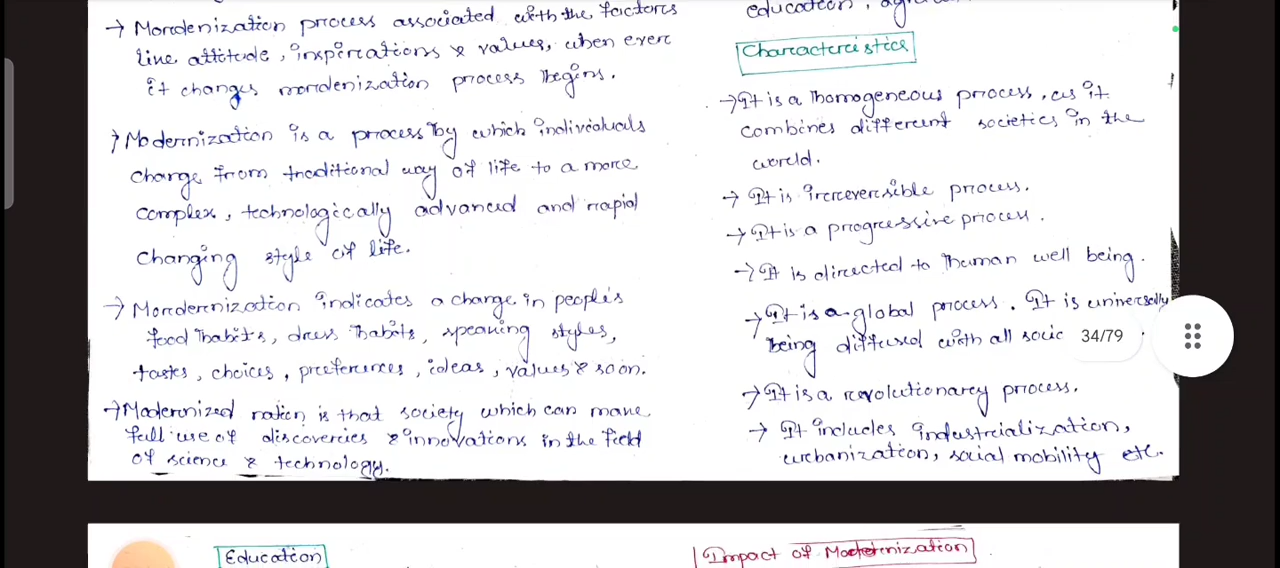 → Mordenization process associated with the factors
line attitude, inspirations & values, when ever
it changes mordenization process begins.
→ Modernization is a process by which individuals
change from traditional way of life to a more
complex, technologically advanced and rapid
changing style of life.
→ Mordernization indicates a change in people's
food habits, dress habits, speaking styles,
tastes, choices, preferences, ideas, values & soon.
→ Modernized nation is that society which can make
full use of discoveries & innovations in the field
of science & technology.
education,
Characteristics
→ It is a homogeneous process, as it
combines different societies in the
world.
→ It is irreversible process.
→ It is a progressive process.
→ It is directed to human well being.
→ It is a global process. It is universally
being diffused with all socie
34/79
→ It is a revolutionary process.
→ It includes industrialization,
urbanization, social mobility etc.
Education
Impact of Modernization